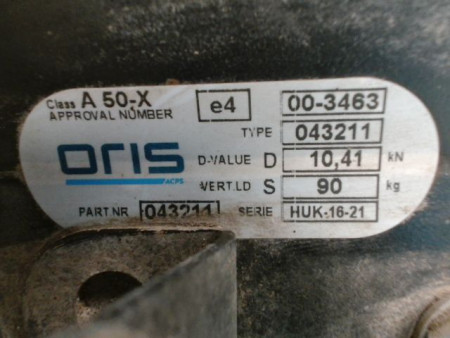 Class A 50-X e4 00-3463
APPROVAL NUMBER
TYPE 043211
ORIS D-VALUE D 10,41 kN
ACPS
VERT.LD S 90 kg
PART NR 043211 SERIE HUK-16-21